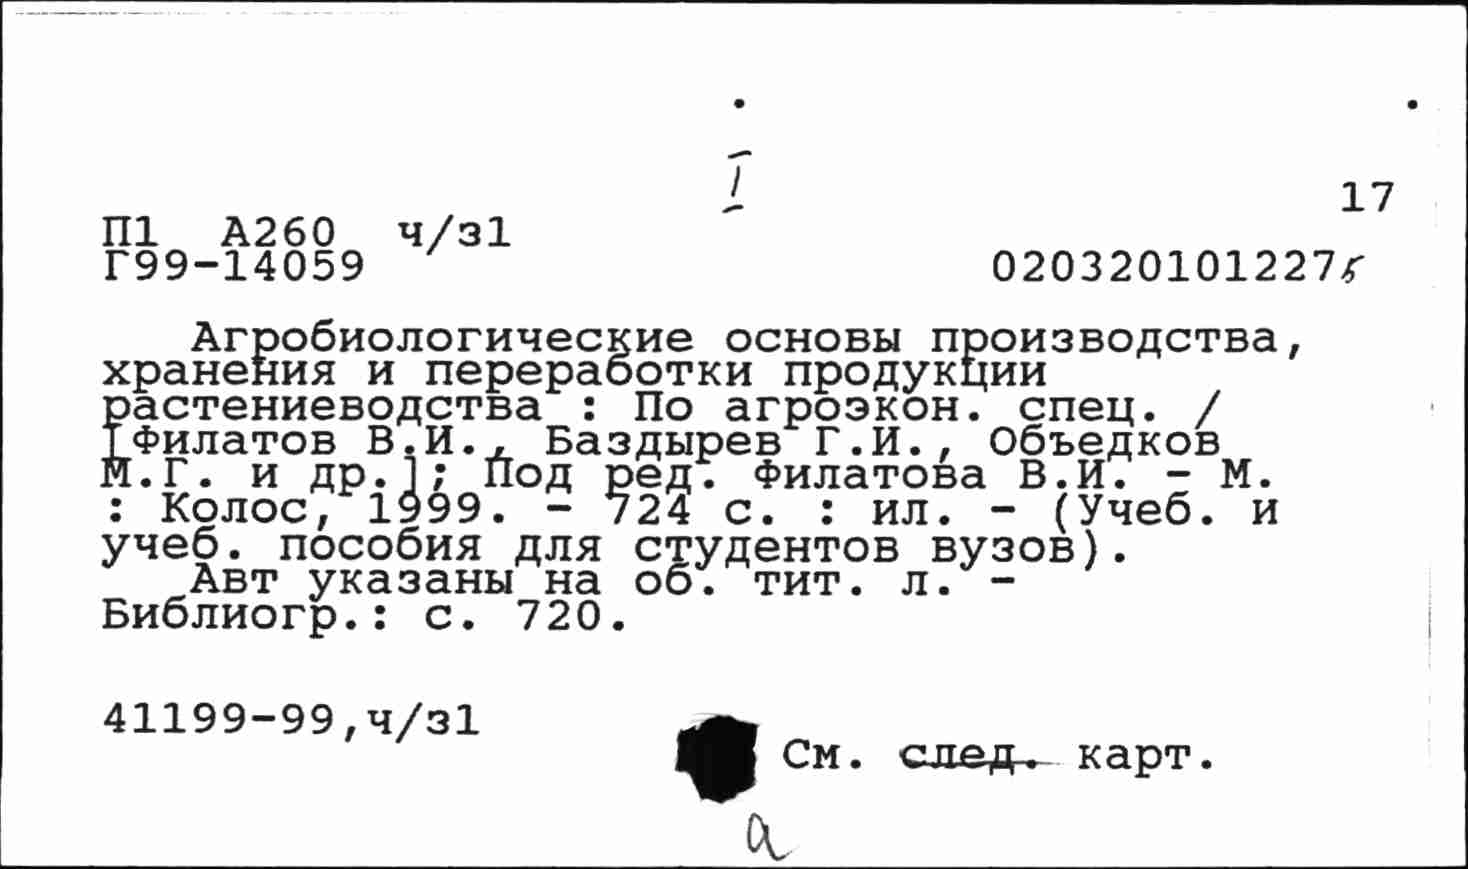 I
17
П1 А260 ч/з1
Г99-14059 0203201012275
Агробиологические основы производства,
хранения и переработки продукции
растениеводства : По агроэкон. спец. /
[Филатов В.И., Баздырев Г.И., Объедков
М.Г. и др.]; Под ред. Филатова В.И. - М.
: Колос, 1999. - 724 с. : ил. - (Учеб. и
учеб. пособия для студентов вузов).
Авт указаны на об. тит. л. -
Библиогр.: с. 720.
41199-99,ч/з1
См. след. карт.
а